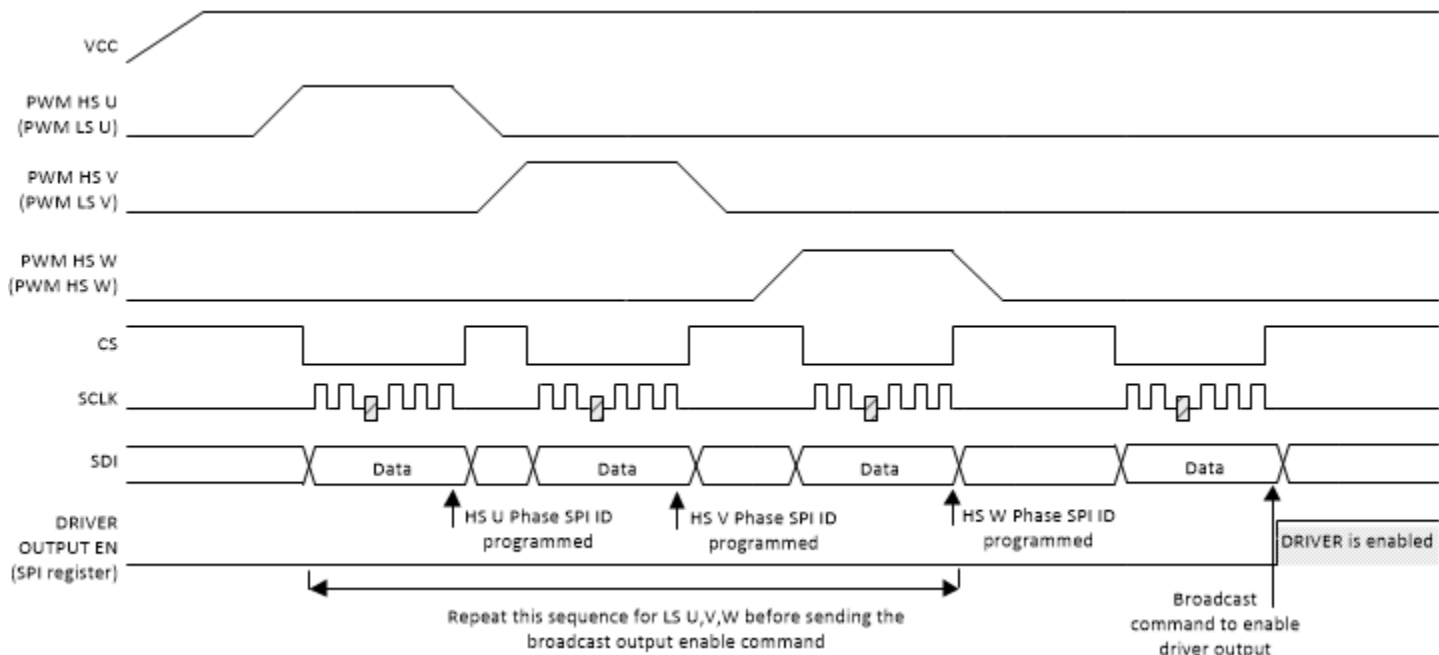 VCC
PWM HS U
(PWM LS U)
PWM HS V
(PWM LS V)
PWM HS W
(PWM HS W)
CS
SCLK
SDI
Data
Data
Data
Data
HS U Phase SPI ID
programmed
HS V Phase SPI ID
programmed
HS W Phase SPI ID
programmed
DRIVER
OUTPUT EN
(SPI register)
DRIVER is enabled
Repeat this sequence for LS U,V,W before sending the
broadcast output enable command
Broadcast
command to enable
driver output